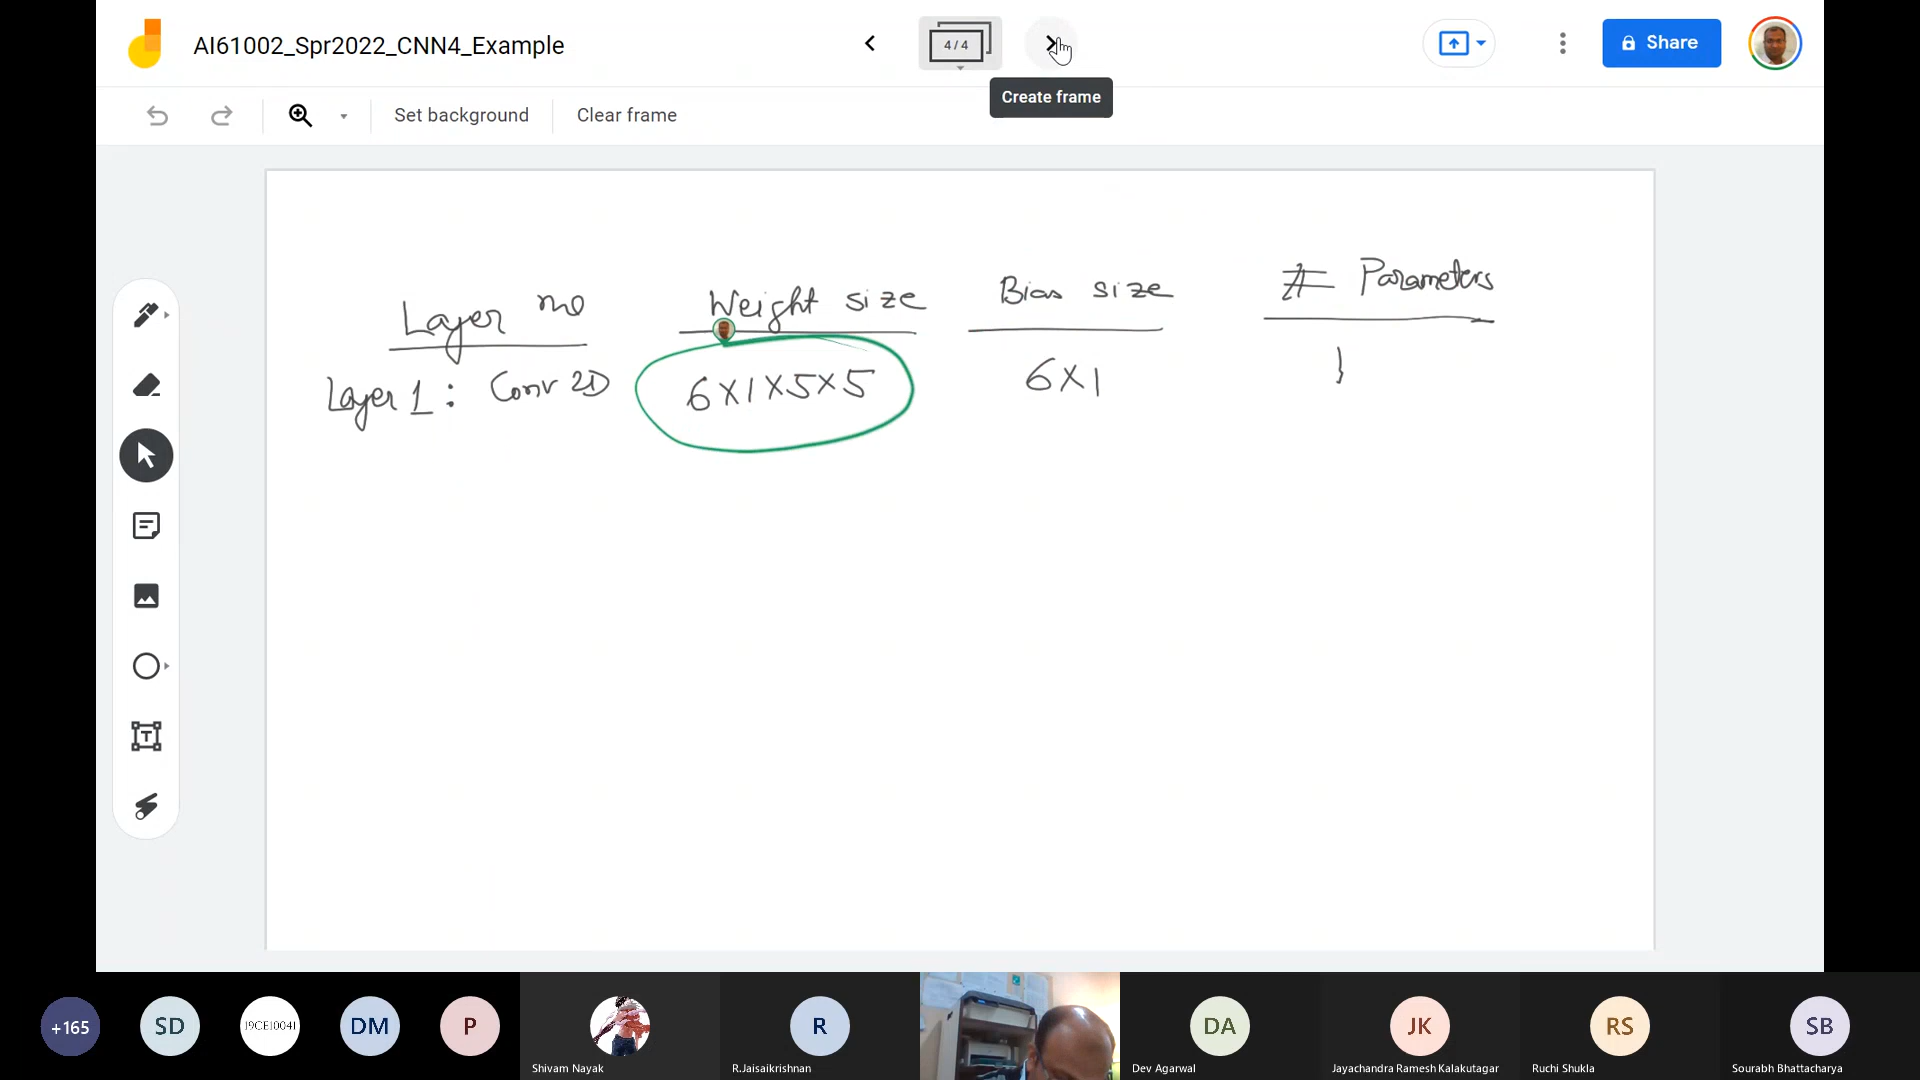 AI61002_Spr2022_CNN4_Example
4 / 4
Share
Create frame
Set background
Clear frame
Layer no Weight size Bias size # Parameters
Layer 1 : Conv 2D 6X1X5X5 6X1 1
+165
SD
19CE10041
DM
P
R
DA
JK
RS
SB
Shivam Nayak
R.Jaisaikrishnan
Dev Agarwal
Jayachandra Ramesh Kalakutagar
Ruchi Shukla
Sourabh Bhattacharya